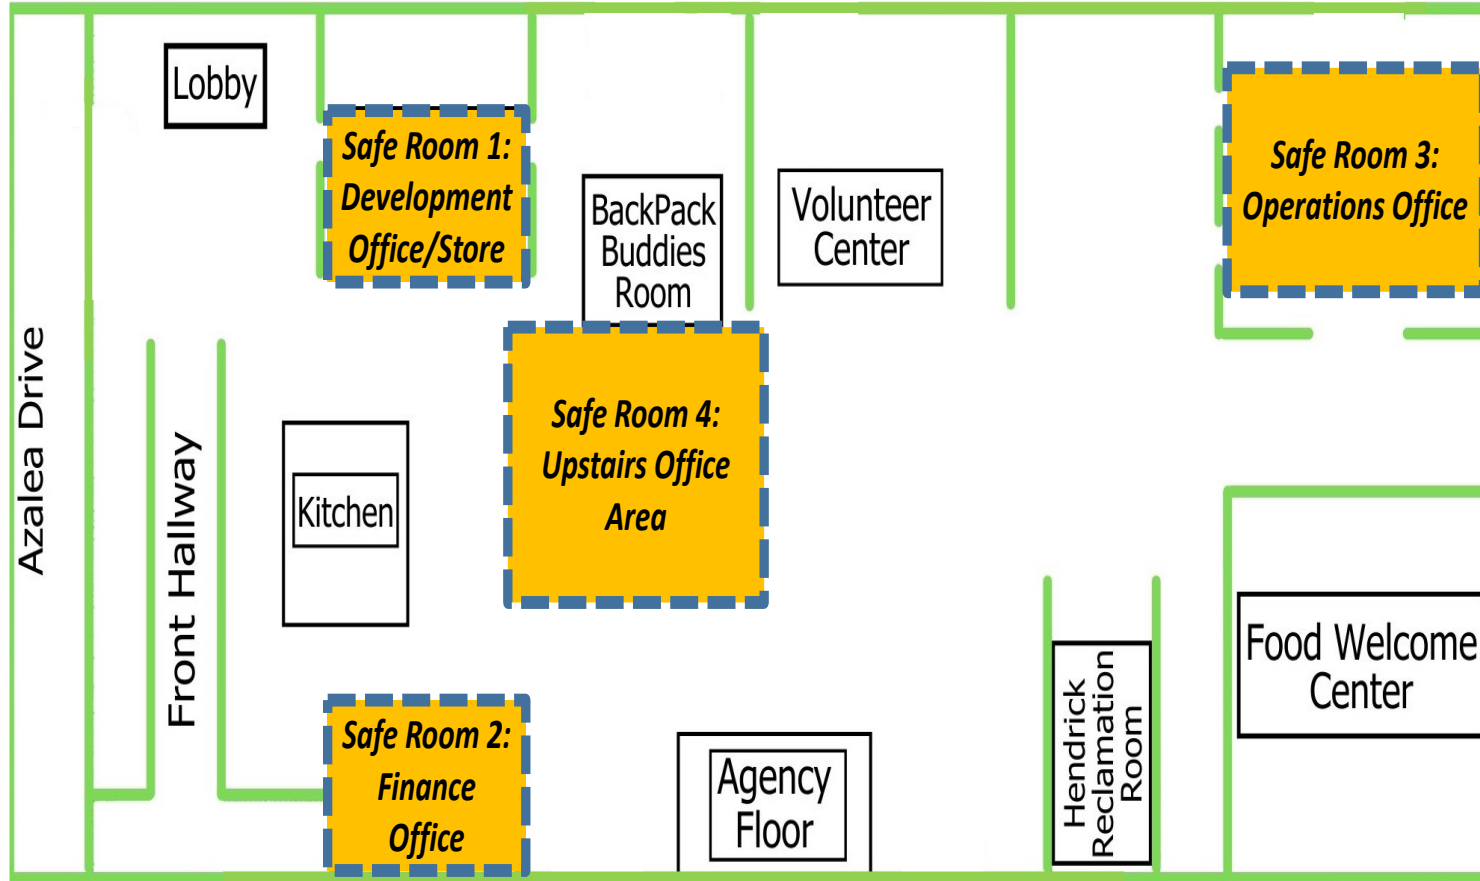 Lobby
Safe Room 1:
Development
Office/Store
BackPack
Buddies
Room
Volunteer
Center
Safe Room 3:
Operations Office
Azalea Drive
Front Hallway
Kitchen
Safe Room 4:
Upstairs Office
Area
Safe Room 2:
Finance
Office
Agency
Floor
Hendrick
Reclamation
Room
Food Welcome
Center